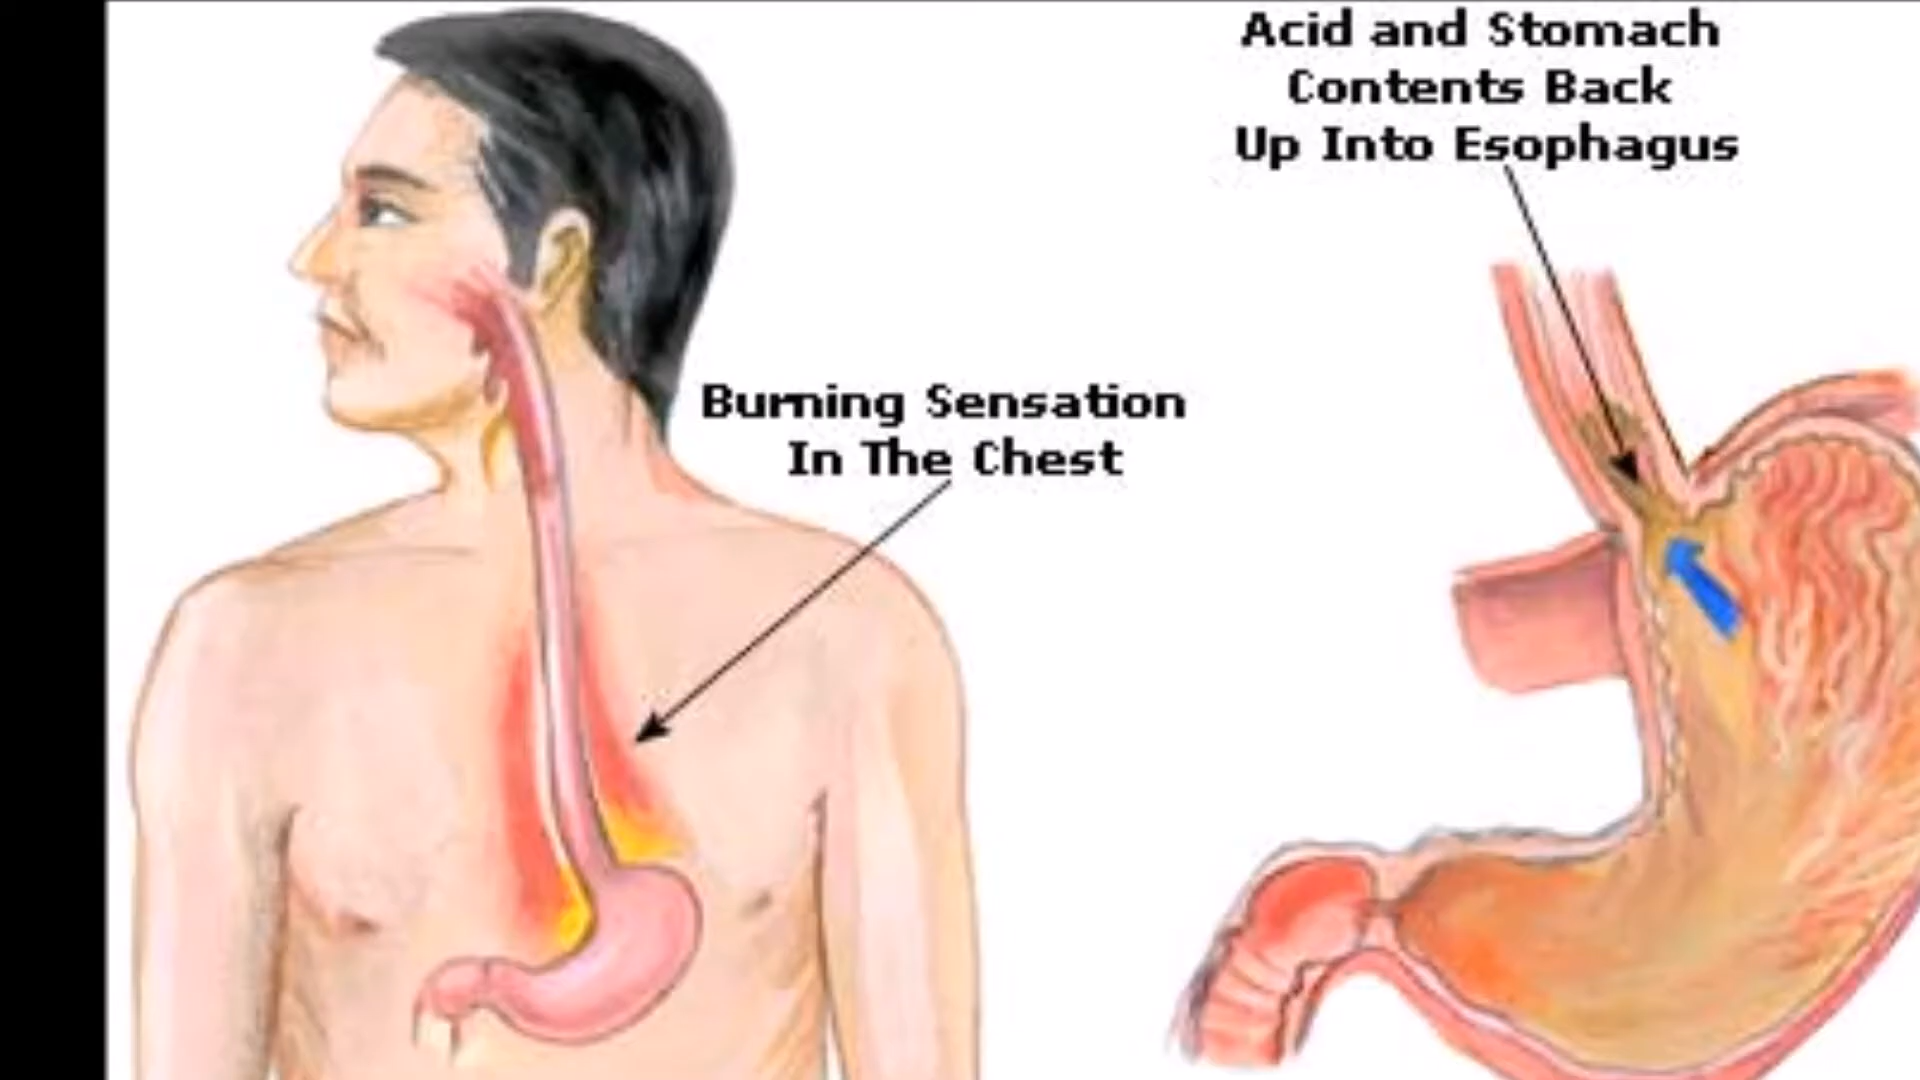 Acid and Stomach
Contents Back
Up Into Esophagus
Burning Sensation
In The Chest